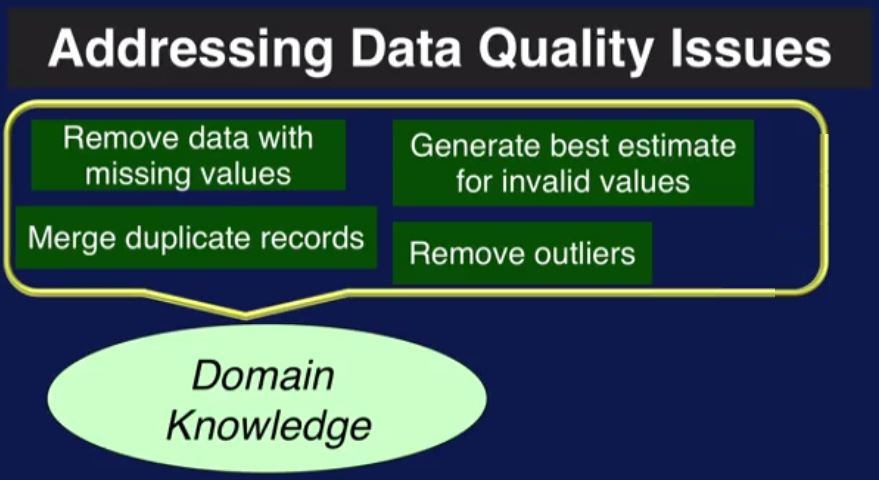 Addressing Data Quality Issues
Remove data with
missing values
Generate best estimate
for invalid values
Merge duplicate records
Remove outliers
Domain
Knowledge